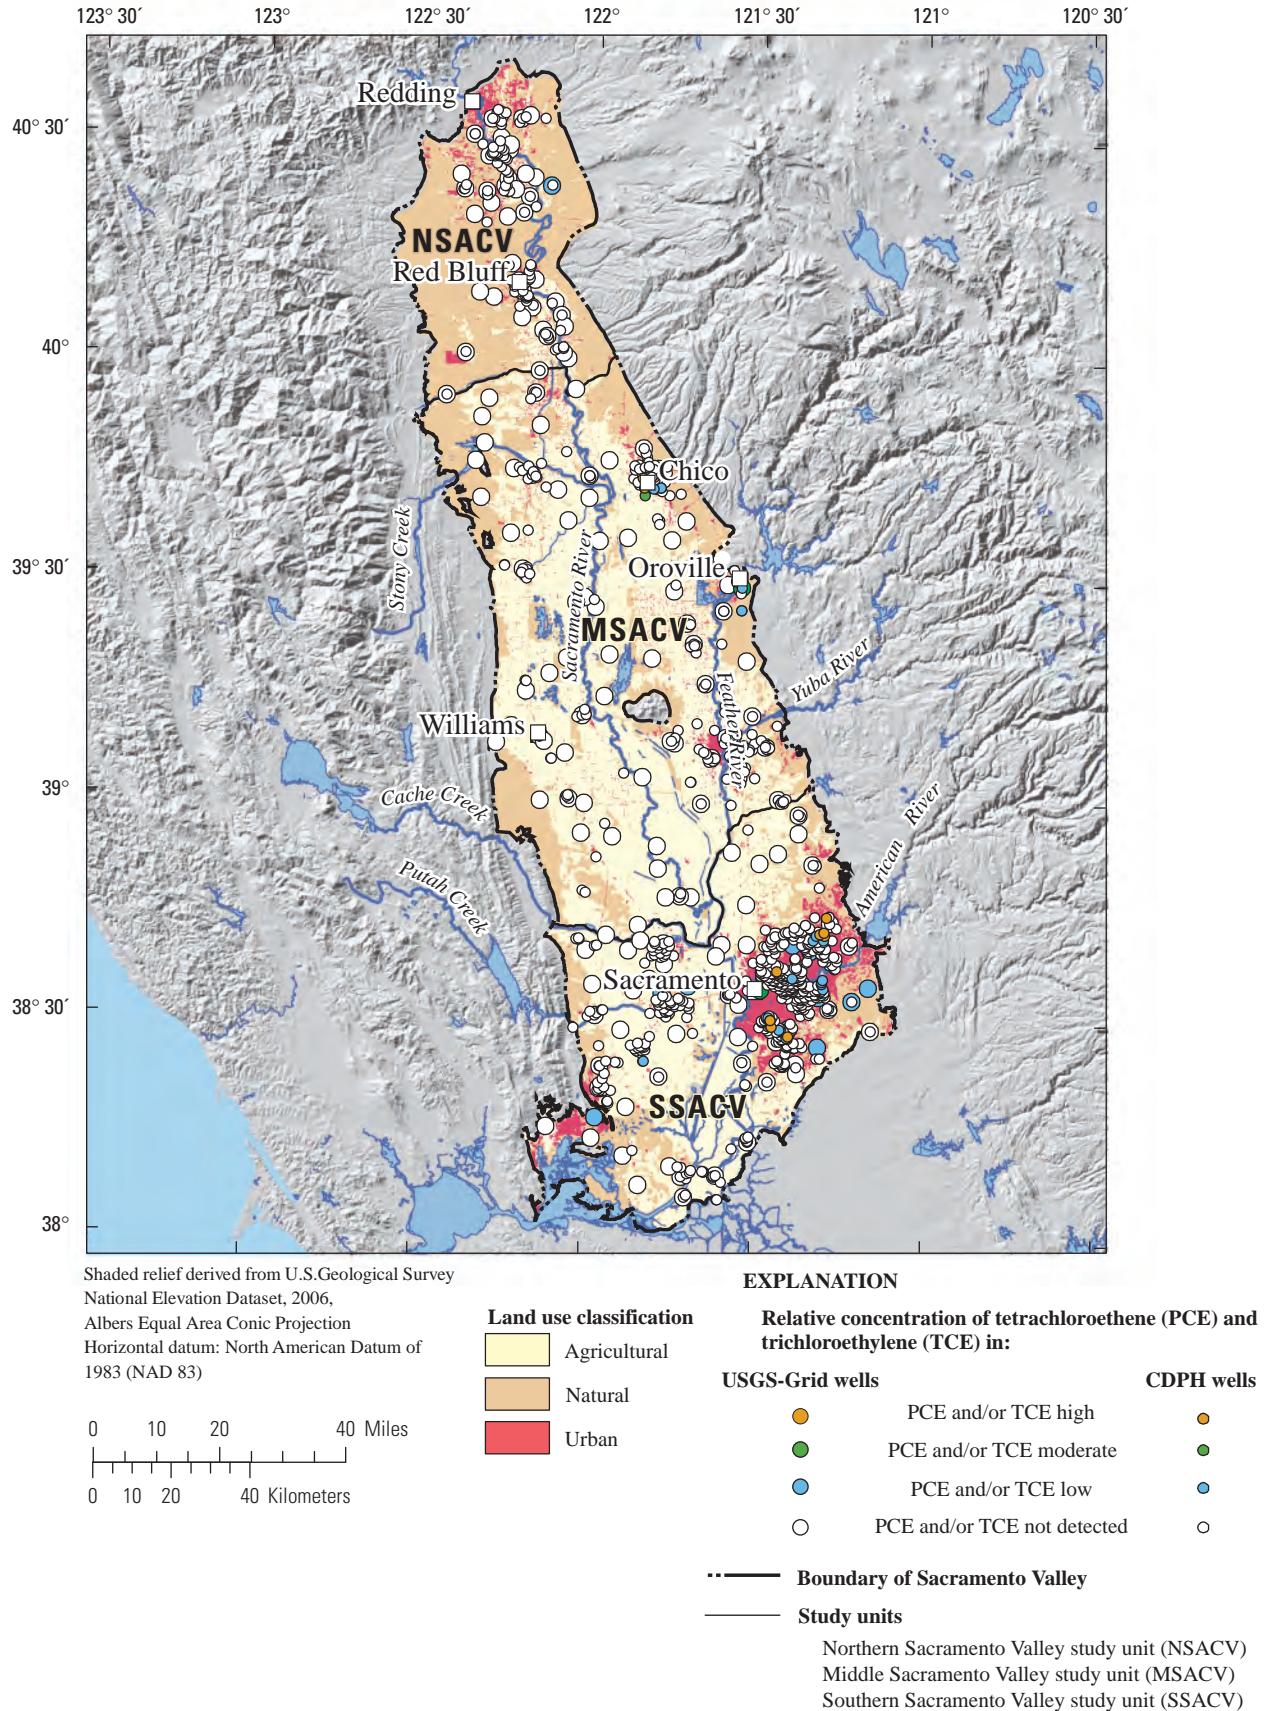 123° 30´
123°
122° 30´
122°
121° 30´
121°
120° 30´
40° 30´
40°
39° 30´
39°
38° 30´
38°
Redding
NSACV
Red Bluff
Chico
Stony Creek
Sacramento River
Oroville
MSACV
Yuba River
Feather River
Williams
Cache Creek
American River
Putah Creek
Sacramento
SSACV
Shaded relief derived from U.S.Geological Survey
National Elevation Dataset, 2006,
Albers Equal Area Conic Projection
Horizontal datum: North American Datum of
1983 (NAD 83)
0 10 20 40 Miles
0 10 20 40 Kilometers
EXPLANATION
Land use classification
Agricultural
Natural
Urban
Relative concentration of tetrachloroethene (PCE) and
trichloroethylene (TCE) in:
USGS-Grid wells CDPH wells
PCE and/or TCE high
PCE and/or TCE moderate
PCE and/or TCE low
PCE and/or TCE not detected
Boundary of Sacramento Valley
Study units
Northern Sacramento Valley study unit (NSACV)
Middle Sacramento Valley study unit (MSACV)
Southern Sacramento Valley study unit (SSACV)